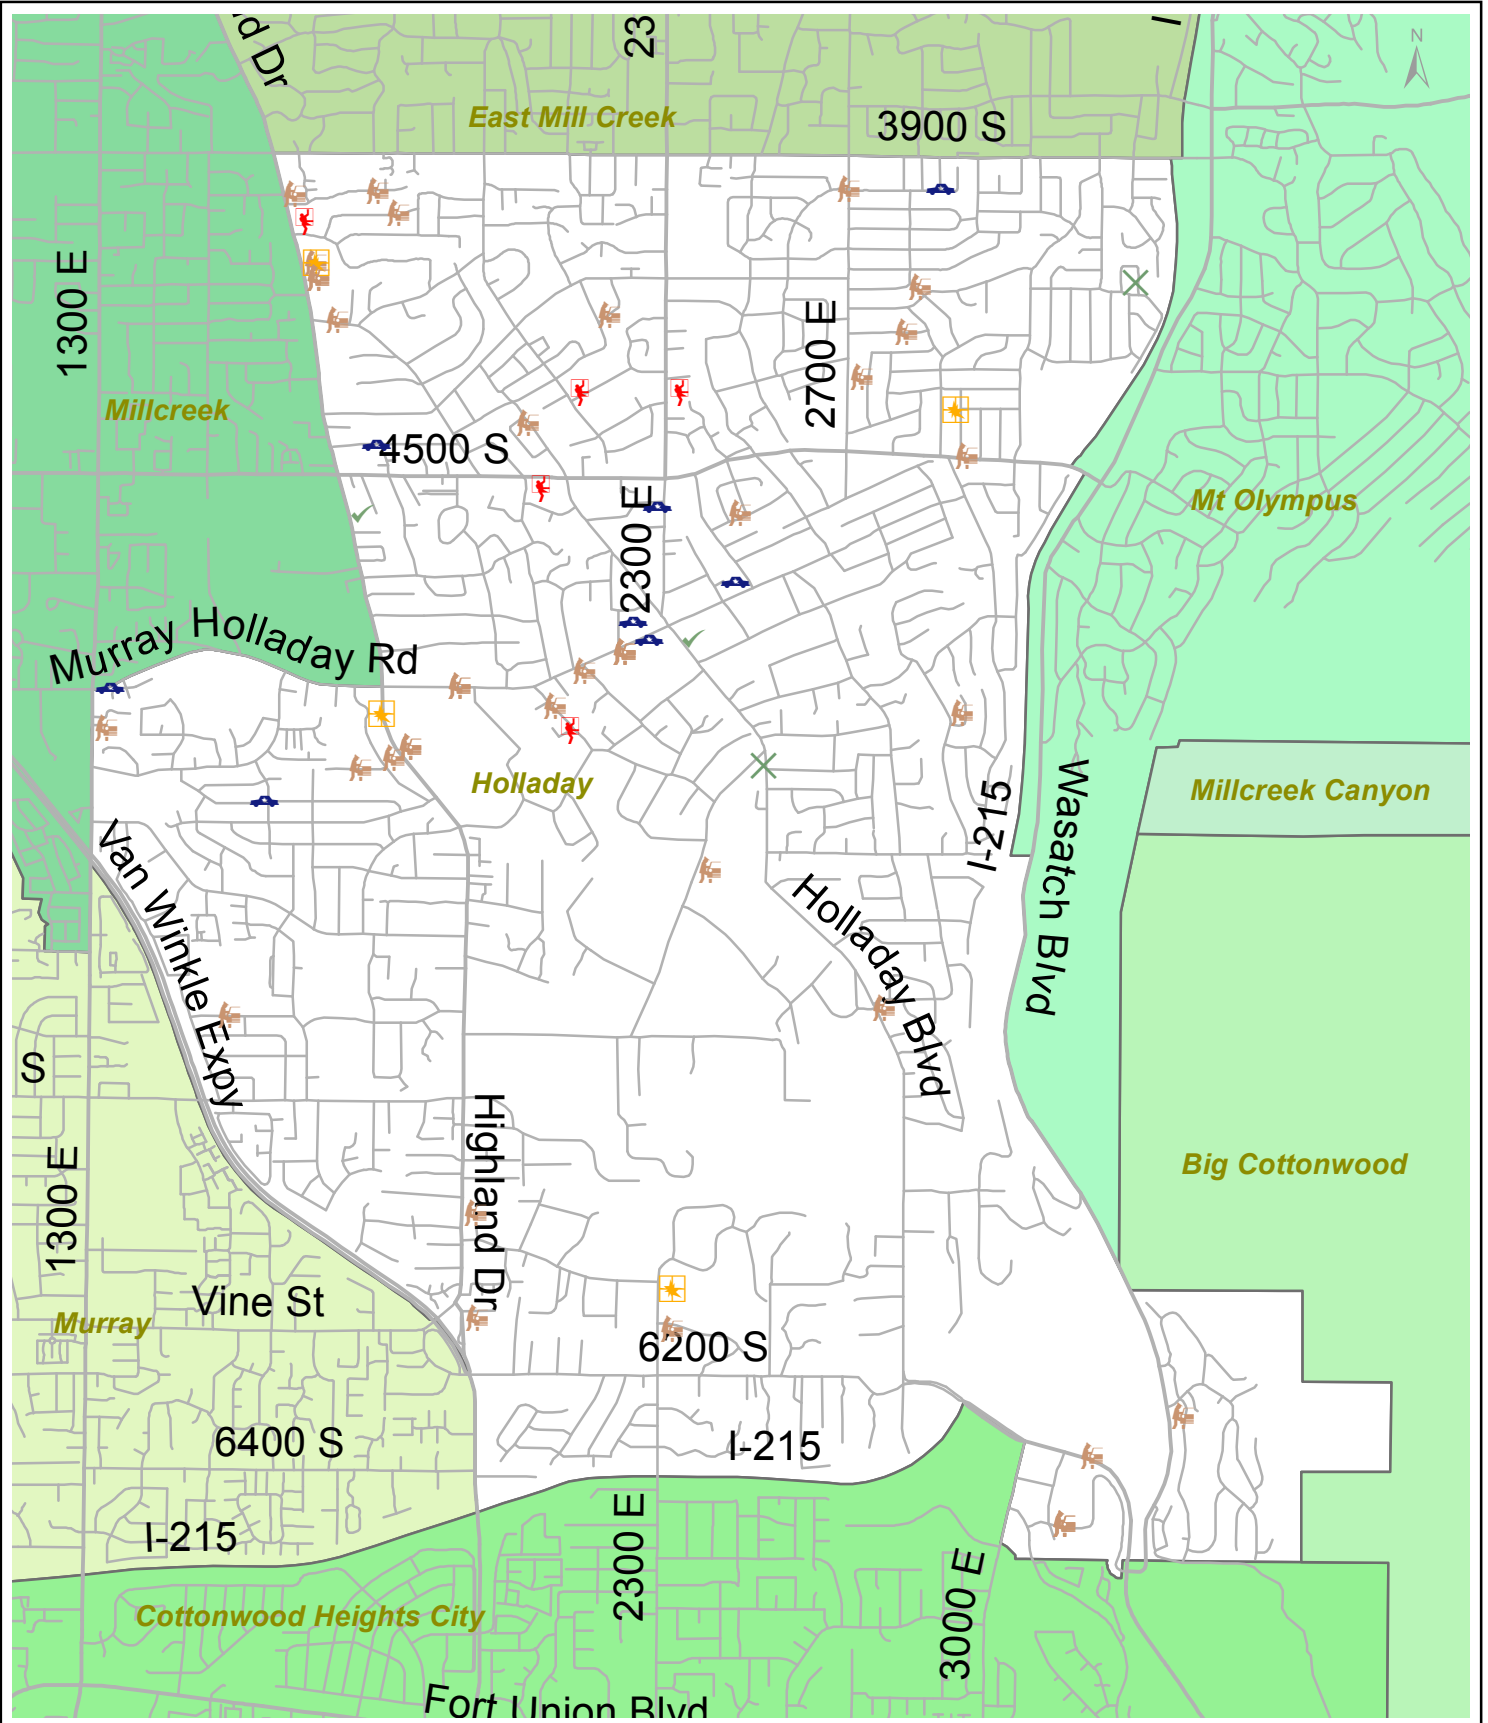 d Dr
23
I
N
East Mill Creek
3900 S
1300 E
2700 E
Millcreek
4500 S
Mt Olympus
2300 E
Murray Holladay Rd
Holladay
I-215
Wasatch Blvd
Millcreek Canyon
Van Winkle Expy
Holladay Blvd
S
Highland Dr
1300 E
Big Cottonwood
Vine St
Murray
6200 S
6400 S
I-215
I-215
2300 E
3000 E
Cottonwood Heights City
Fort Union Blvd